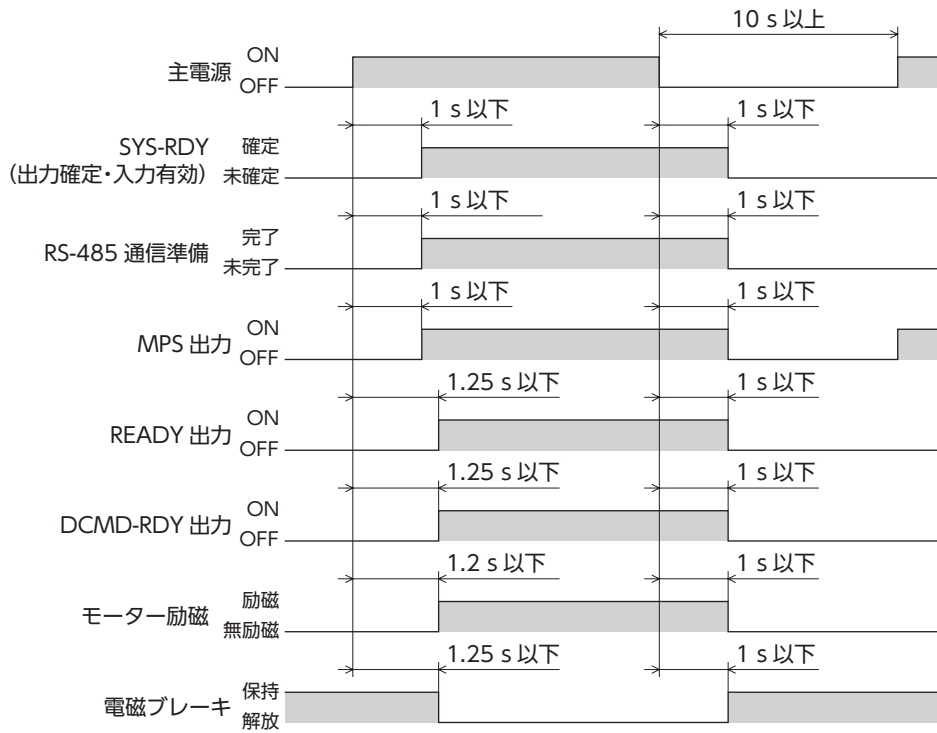 10 s 以上
主電源
ON
OFF
1 s 以下
1 s 以下
SYS-RDY
(出力確定・入力有効)
確定
未確定
1 s 以下
1 s 以下
RS-485 通信準備
完了
未完了
1 s 以下
1 s 以下
MPS 出力
ON
OFF
1.25 s 以下
1 s 以下
READY 出力
ON
OFF
1.25 s 以下
1 s 以下
DCMD-RDY 出力
ON
OFF
1.2 s 以下
1 s 以下
モーター励磁
励磁
無励磁
1.25 s 以下
1 s 以下
電磁ブレーキ
保持
解放